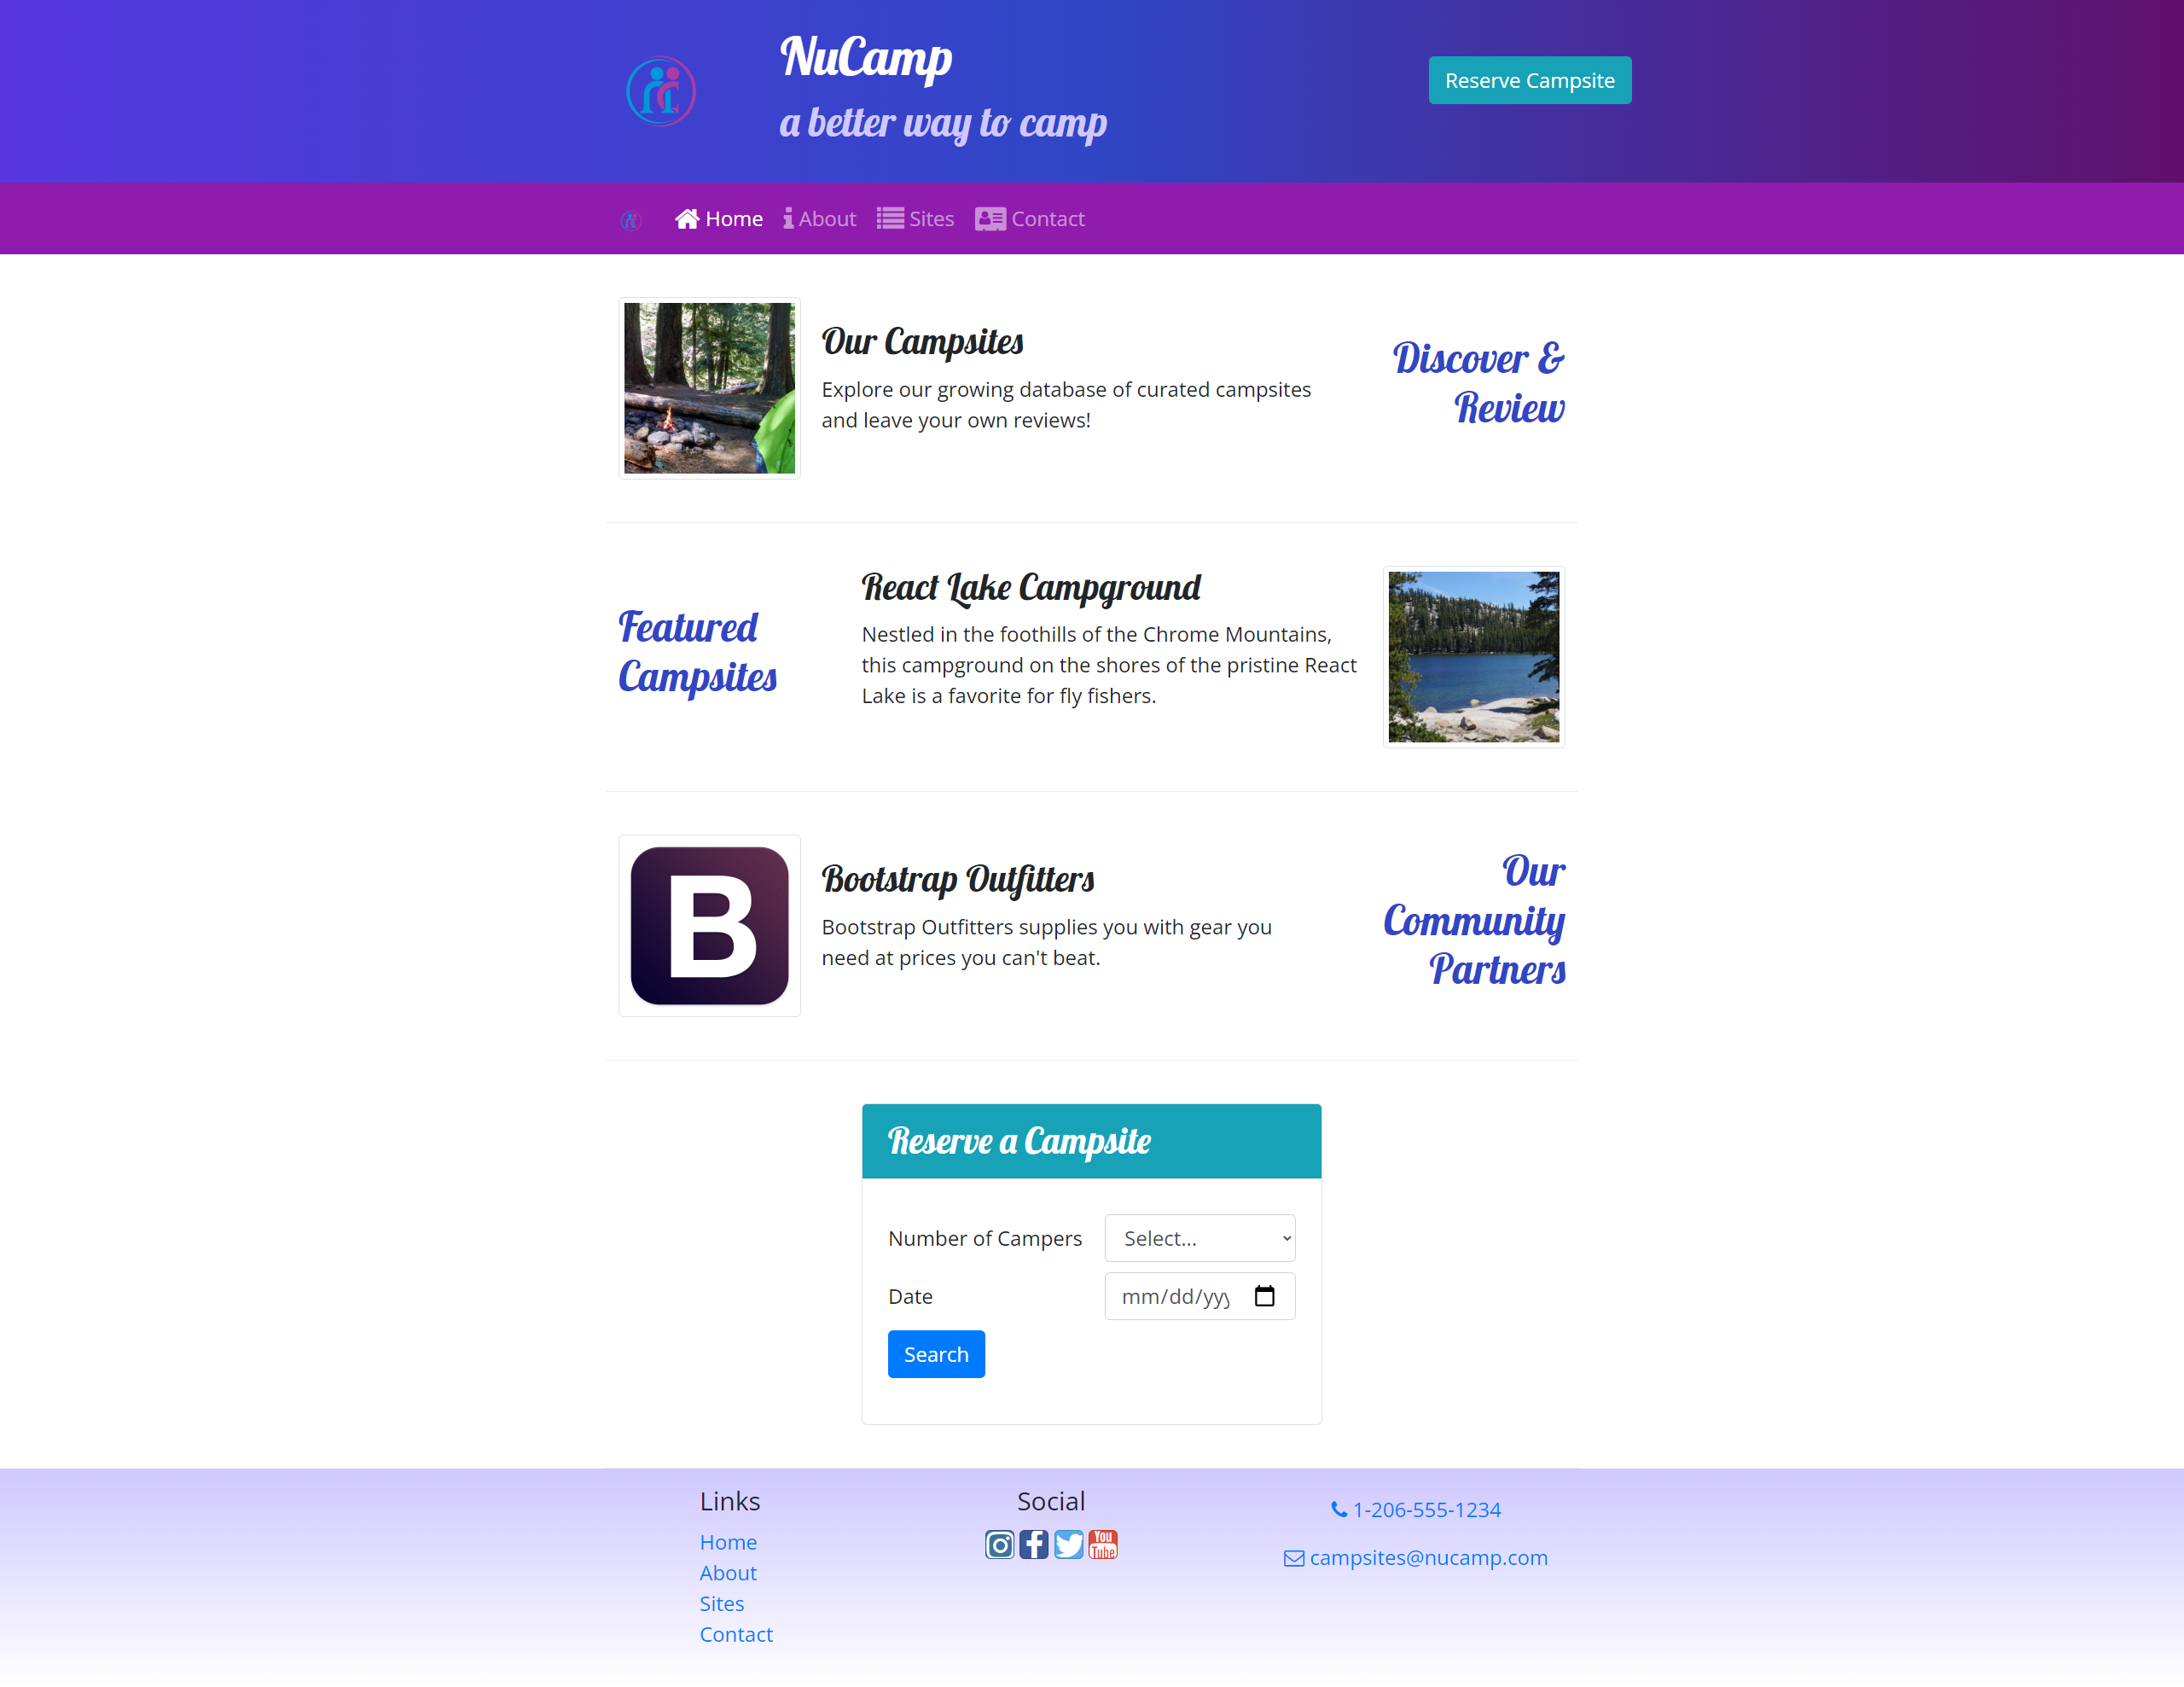 NuCamp
a better way to camp
Reserve Campsite
Home About Sites Contact
Our Campsites
Explore our growing database of curated campsites
and leave your own reviews!
Discover &
Review
Featured
Campsites
React Lake Campground
Nestled in the foothills of the Chrome Mountains,
this campground on the shores of the pristine React
Lake is a favorite for fly fishers.
B
Bootstrap Outfitters
Bootstrap Outfitters supplies you with gear you
need at prices you can't beat.
Our
Community
Partners
Reserve a Campsite
Number of Campers
Select...
Date
mm/dd/yyy
Search
Links
Home
About
Sites
Contact
Social
You
Tube
1-206-555-1234
campsites@nucamp.com